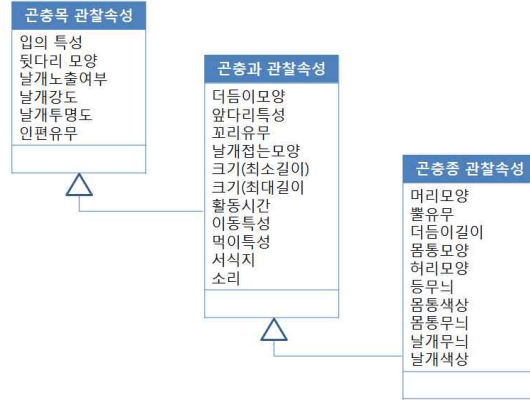 곤충목 관찰속성
입의 특성
뒷다리 모양
날개노출여부
날개강도
날개투명도
인편유무
곤충과 관찰속성
더듬이모양
앞다리특성
꼬리유무
날개접는모양
크기(최소길이)
크기(최대길이
활동시간
이동특성
먹이특성
서식지
소리
곤충종 관찰속성
머리모양
뿔유무
더듬이길이
몸통모양
허리모양
등무늬
몸통색상
몸통무늬
날개무늬
날개색상